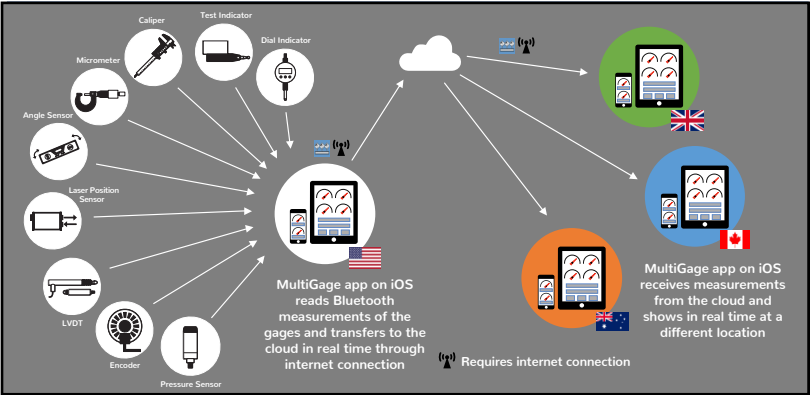 Test Indicator
Caliper
Dial Indicator
Micrometer
Angle Sensor
Laser Position
Sensor
LVDT
Encoder
Pressure Sensor
MultiGage app on iOS
reads Bluetooth
measurements of the
gages and transfers to the
cloud in real time through
internet connection
MultiGage app on iOS
receives measurements
from the cloud and
shows in real time at a
different location
Requires internet connection